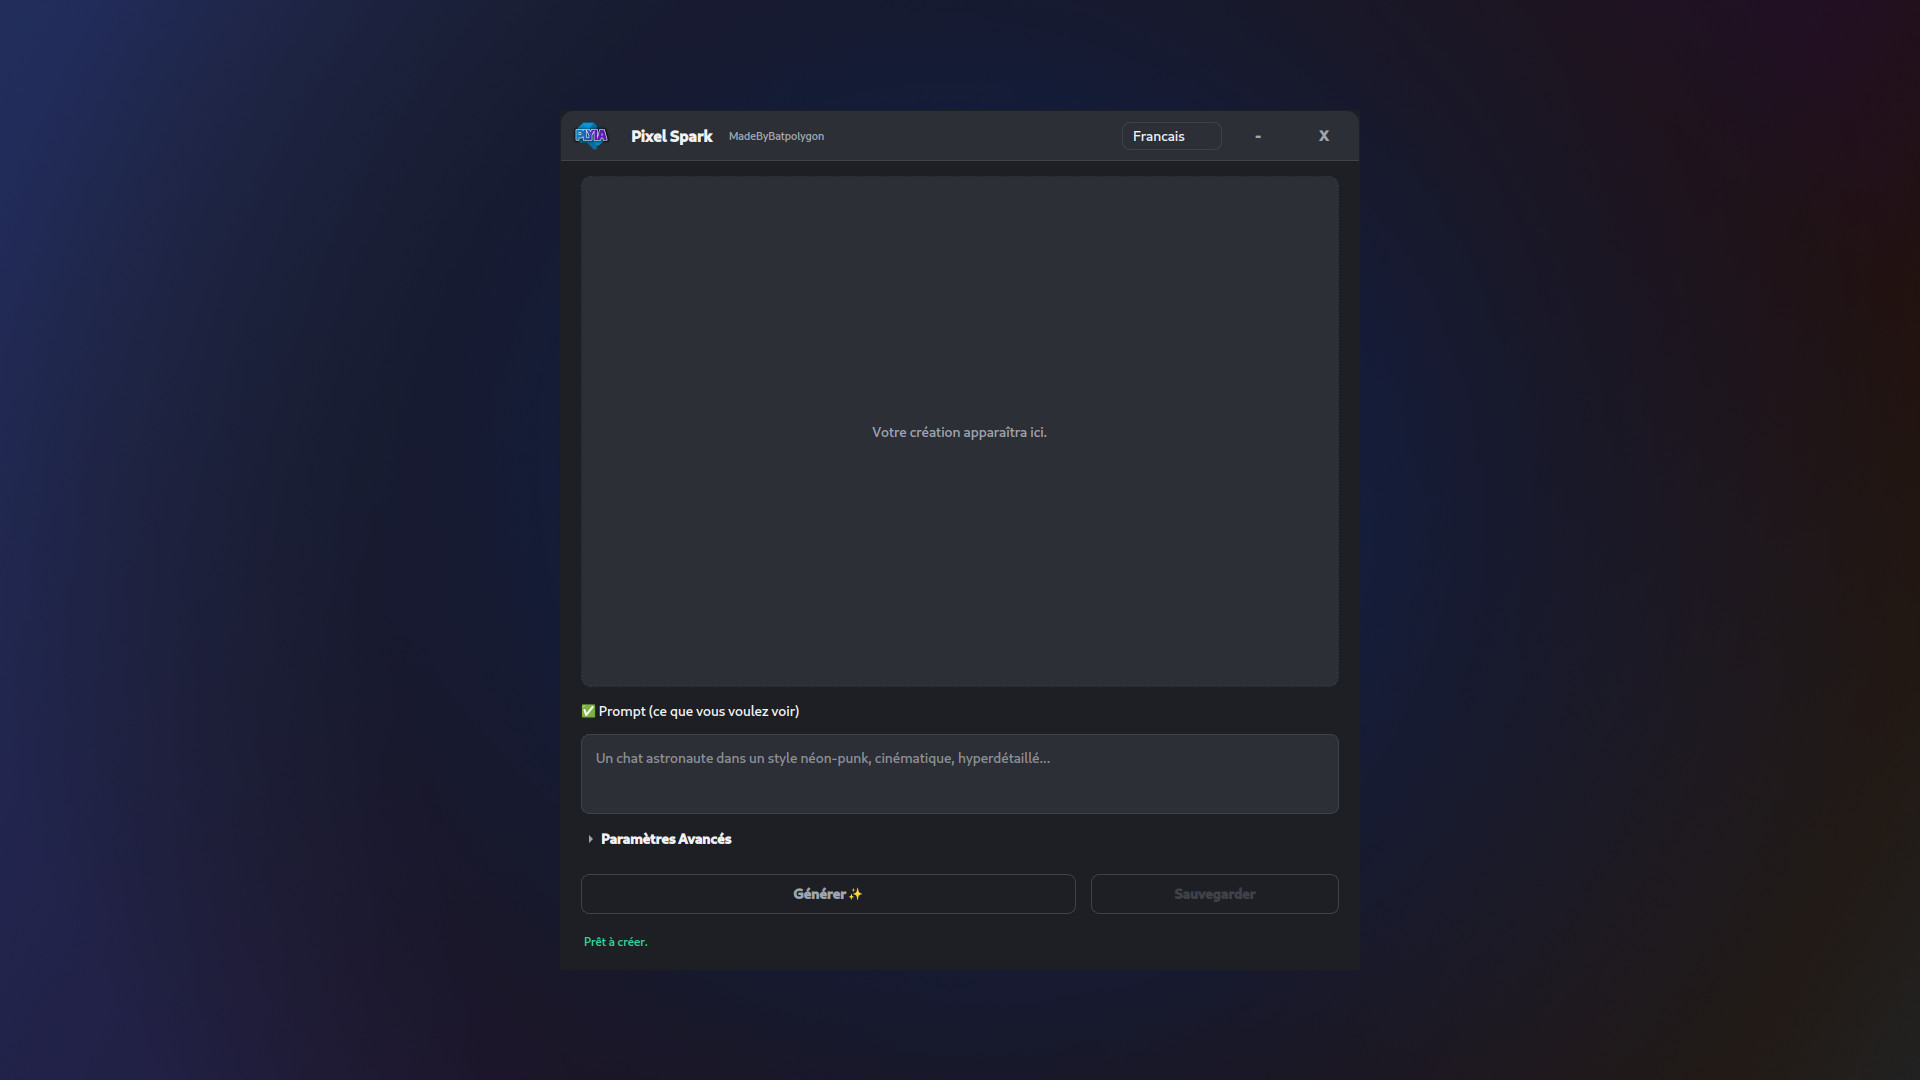 PLYIA
Pixel Spark
MadeByBatpolygon
Francais
-
X
Votre création apparaîtra ici.
✅ Prompt (ce que vous voulez voir)
Un chat astronaute dans un style néon-punk, cinématique, hyperdétaillé...
Paramètres Avancés
Générer ✨
Sauvegarder
Prêt à créer.